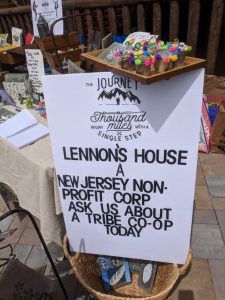 THE
JOURNEY
OF A
Thousand
miles
BEGINS WITH A
SINGLE STEP
LENNON'S HOUSE
A
NEW JERSEY NON-
PROFIT CORP
ASK US ABOUT
A TRIBE CO-OP
TODAY